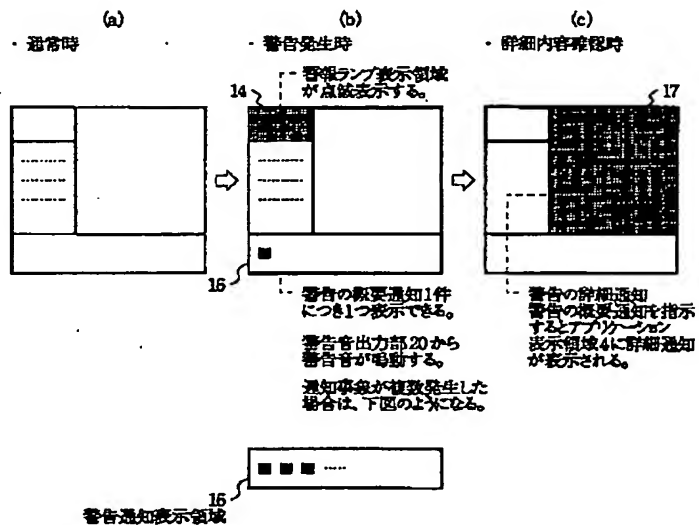 (a)
・ 通常時
(b)
・ 警告発生時
(c)
・ 詳細内容確認時
警報ランプ表示領域
が点滅表示する。
14
17
16
警告の概要通知1件
につき1つ表示できる。
警告音出力部20から
警告音が鳴動する。
通知事象が複数発生した
場合は、下図のようになる。
警告の詳細通知
警告の概要通知を指示
するとアプリケーション
表示領域4に詳細通知
が表示される。
16
警告通知表示領域